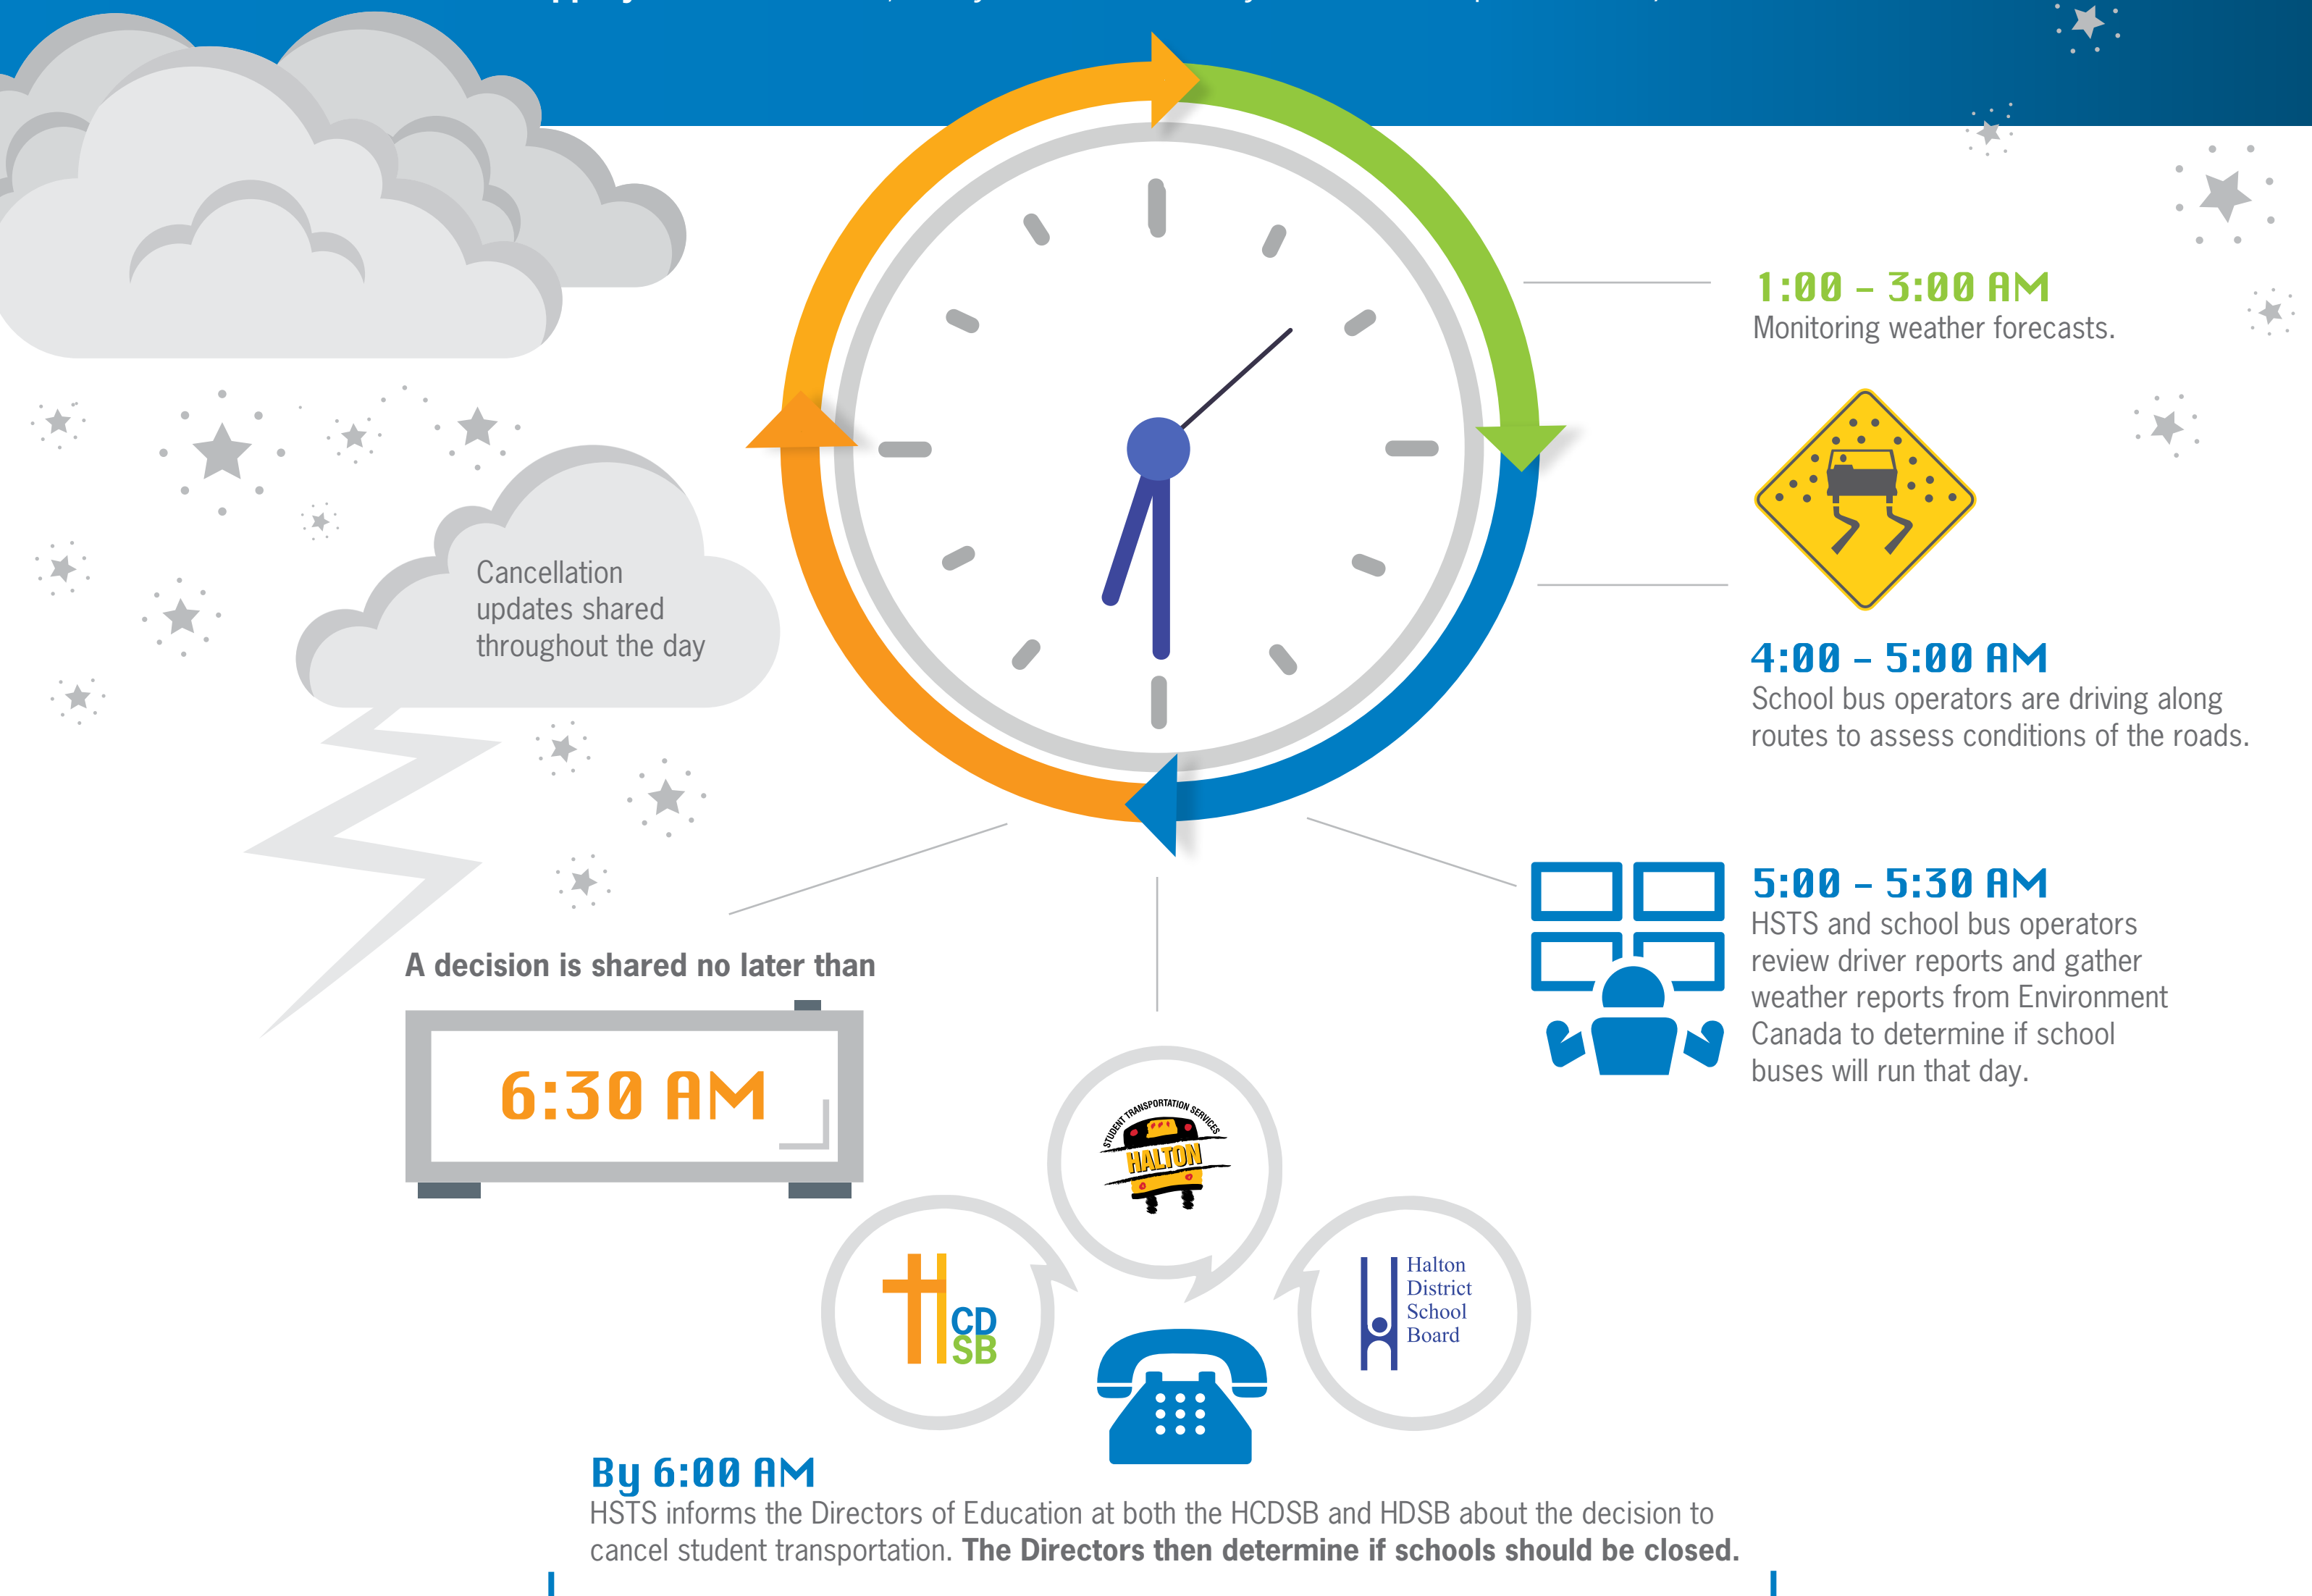 1:00 – 3:00 AM
Monitoring weather forecasts.
4:00 – 5:00 AM
School bus operators are driving along
routes to assess conditions of the roads.
5:00 – 5:30 AM
HSTS and school bus operators
review driver reports and gather
weather reports from Environment
Canada to determine if school
buses will run that day.
STUDENT TRANSPORTATION SERVICES
HALTON
H
CD
SB
Halton
District
School
Board
By 6:00 AM
HSTS informs the Directors of Education at both the HCDSB and HDSB about the decision to
cancel student transportation. The Directors then determine if schools should be closed.
A decision is shared no later than
6:30 AM
Cancellation
updates shared
throughout the day